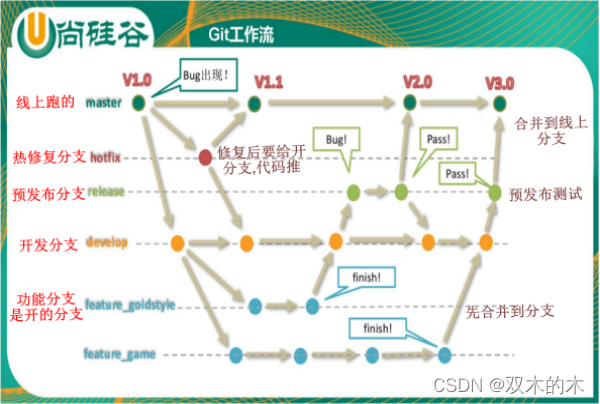 U尚硅谷
Git工作流
V1.0
Bug出现！
V1.1
V2.0
V3.0
线上跑的
master
合并到线上
分支
热修复分支
hotfix
修复后要给开
分支,代码推
Bug!
Pass!
Pass!
预发布分支
release
预发布测试
开发分支
develop
功能分支
是开的分支
feature_goldstyle
finish!
先合并到分支
finish!
feature_game
CSDN @双木的木